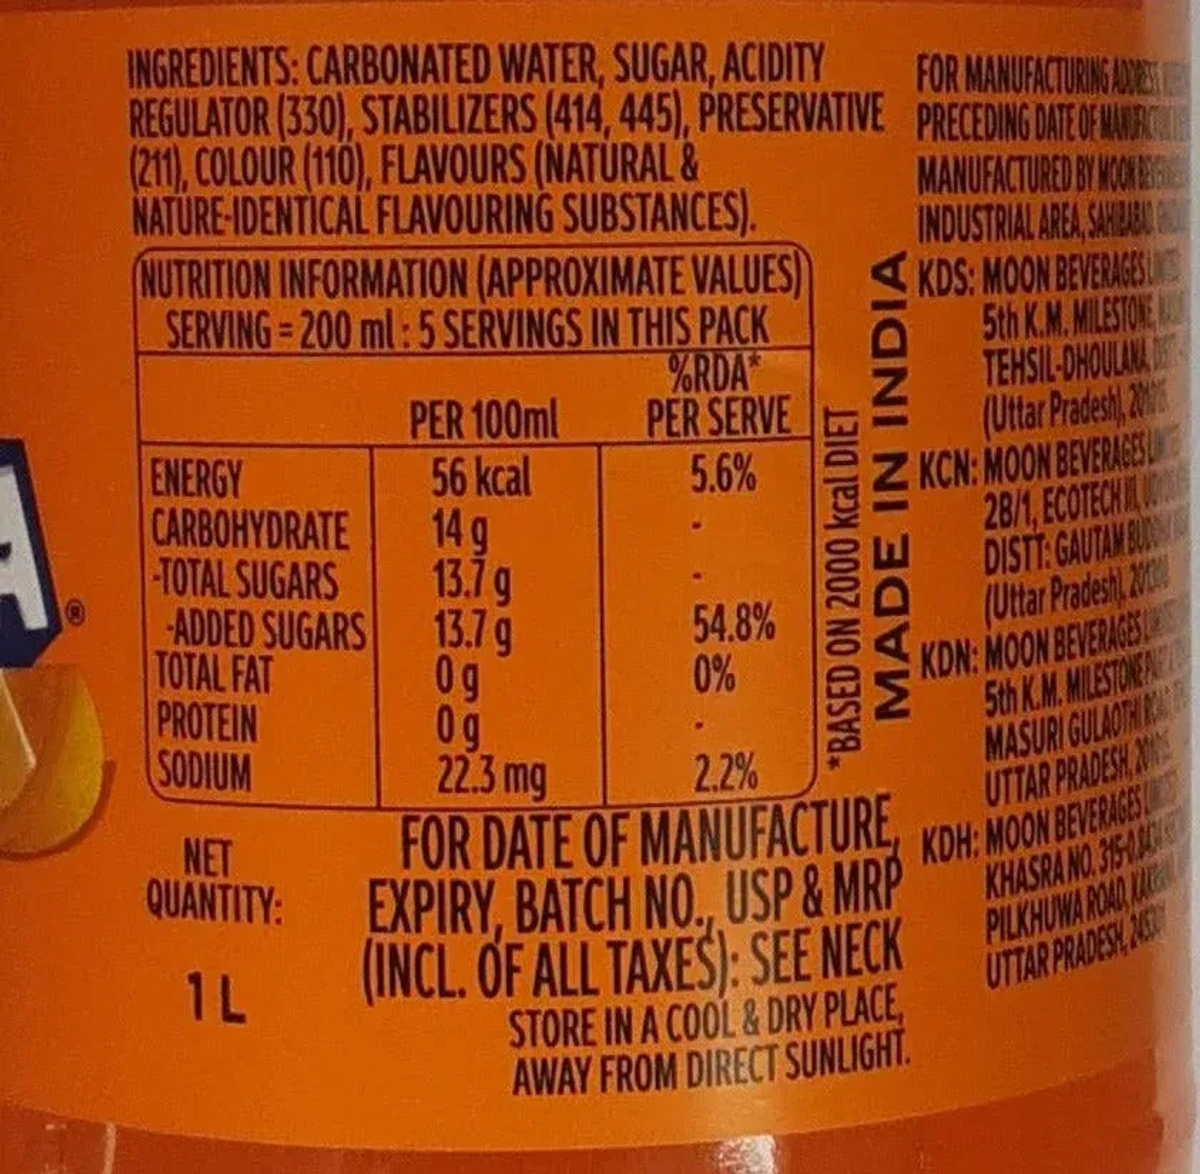 INGREDIENTS: CARBONATED WATER, SUGAR, ACIDITY
REGULATOR (330), STABILIZERS (414, 445), PRESERVATIVE
(211), COLOUR (110), FLAVOURS (NATURAL &
NATURE-IDENTICAL FLAVOURING SUBSTANCES).
NUTRITION INFORMATION (APPROXIMATE VALUES)
SERVING = 200 ml : 5 SERVINGS IN THIS PACK
%RDA*
PER 100ml PER SERVE
ENERGY 56 kcal 5.6%
CARBOHYDRATE 14 g -
-TOTAL SUGARS 13.7 g -
-ADDED SUGARS 13.7 g 54.8%
TOTAL FAT 0 g 0%
PROTEIN 0 g -
SODIUM 22.3 mg 2.2%
*BASED ON 2000 kcal DIET
MADE IN INDIA
NET
QUANTITY:
1 L
FOR DATE OF MANUFACTURE,
EXPIRY, BATCH NO., USP & MRP
(INCL. OF ALL TAXES): SEE NECK
STORE IN A COOL & DRY PLACE,
AWAY FROM DIRECT SUNLIGHT.
FOR MANUFACTURING ADDRESS
PRECEDING DATE OF
MANUFACTURED BY MOON
INDUSTRIAL AREA, SAHIBABAD
KDS: MOON BEVERAGES
5th K.M. MILESTONE
TEHSIL-DHOULANA,
(Uttar Pradesh),
KCN: MOON BEVERAGES
28/1, ECOTECH III,
DISTT: GAUTAM
(Uttar Pradesh),
KDN: MOON BEVERAGES
5th K.M. MILESTONE
MASURI GULAOTHI
UTTAR PRADESH,
KDH: MOON BEVERAGES
KHASRA NO.
PILKHUWA ROAD,
UTTAR PRADESH,